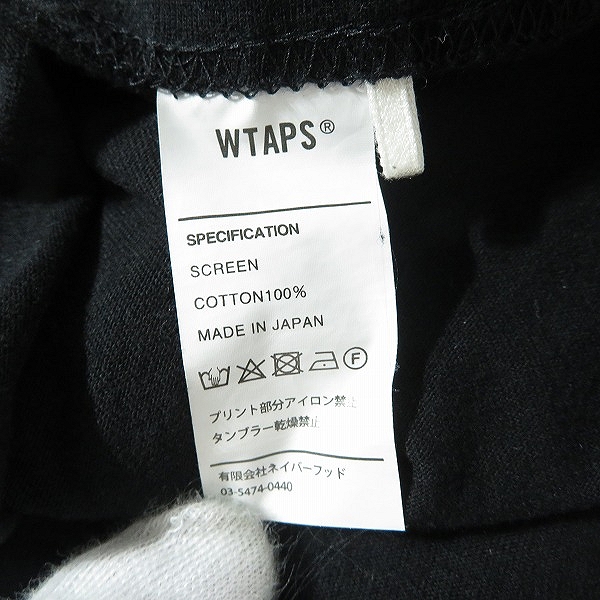 WTAPS®
SPECIFICATION
SCREEN
COTTON100%
MADE IN JAPAN
F
プリント部分アイロン禁止
タンブラー乾燥禁止
有限会社ネイバーフッド
03-5474-0440